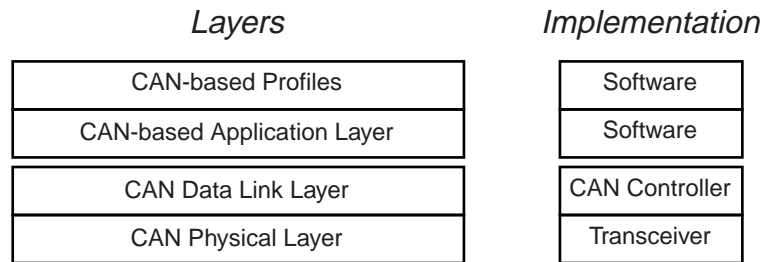 Layers Implementation
CAN-based Profiles Software
CAN-based Application Layer Software
CAN Data Link Layer CAN Controller
CAN Physical Layer Transceiver